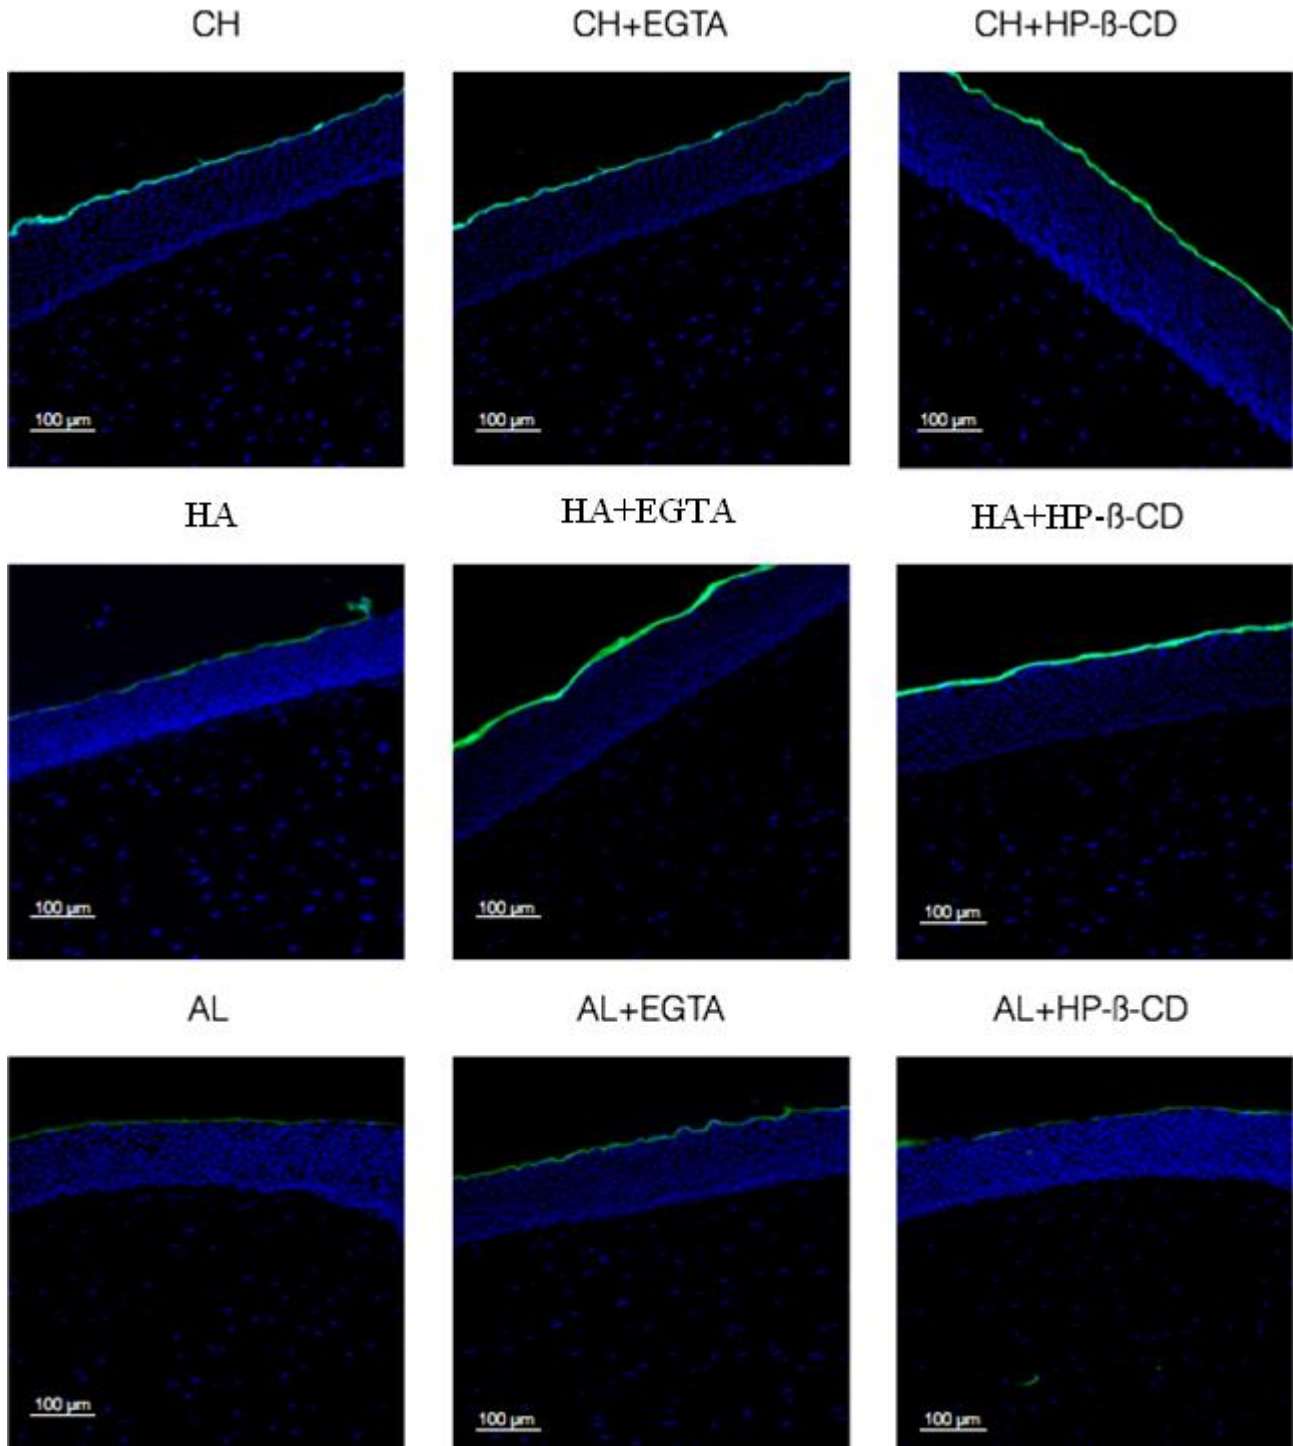 CH CH+EGTA CH+HP-ß-CD
100 µm 100 µm 100 µm
HA HA+EGTA HA+HP-ß-CD
100 µm 100 µm 100 µm
AL AL+EGTA AL+HP-ß-CD
100 µm 100 µm 100 µm